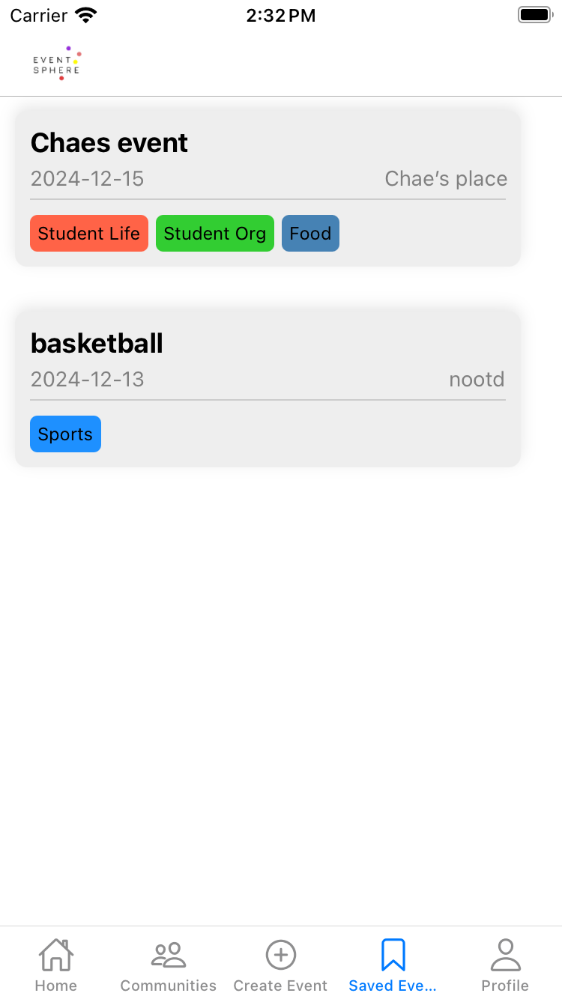 Carrier 2:32 PM
EVENT
SPHERE
Chaes event
2024-12-15 Chae’s place
Student Life Student Org Food
basketball
2024-12-13 nootd
Sports
Home Communities Create Event Saved Eve... Profile